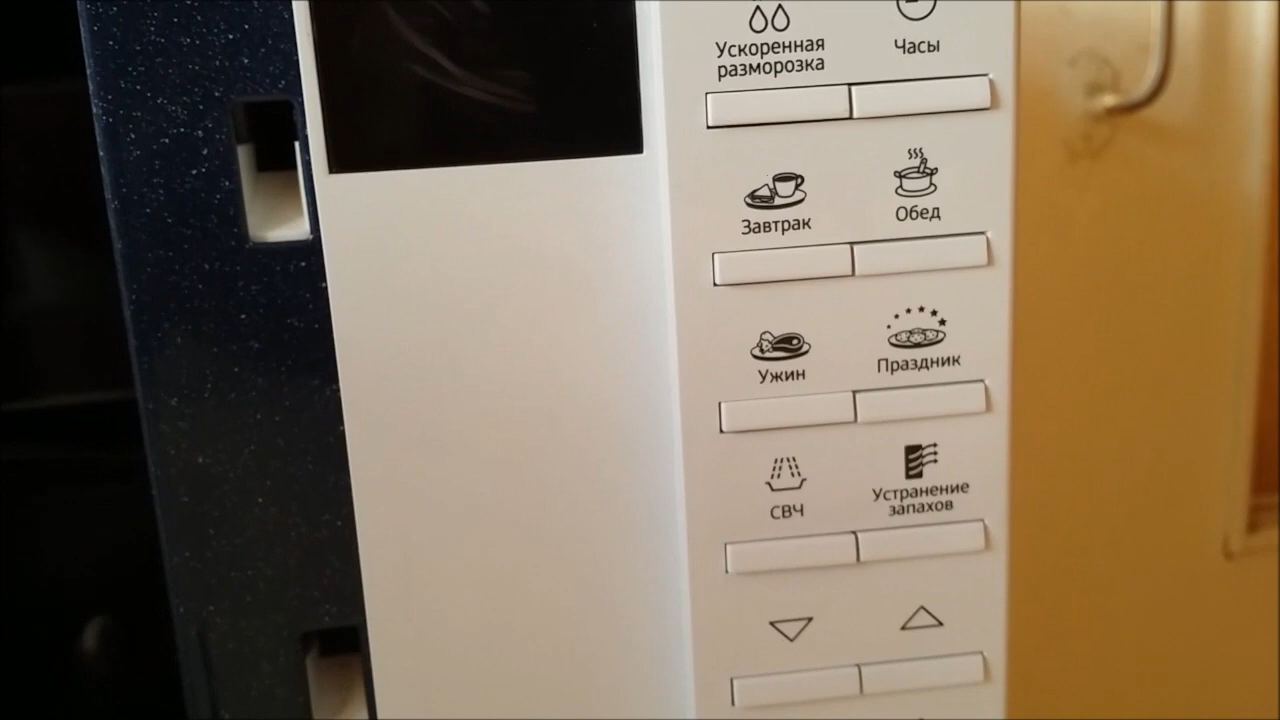 Ускоренная
разморозка
Часы
Завтрак
Обед
Ужин
Праздник
СВЧ
Устранение
запахов